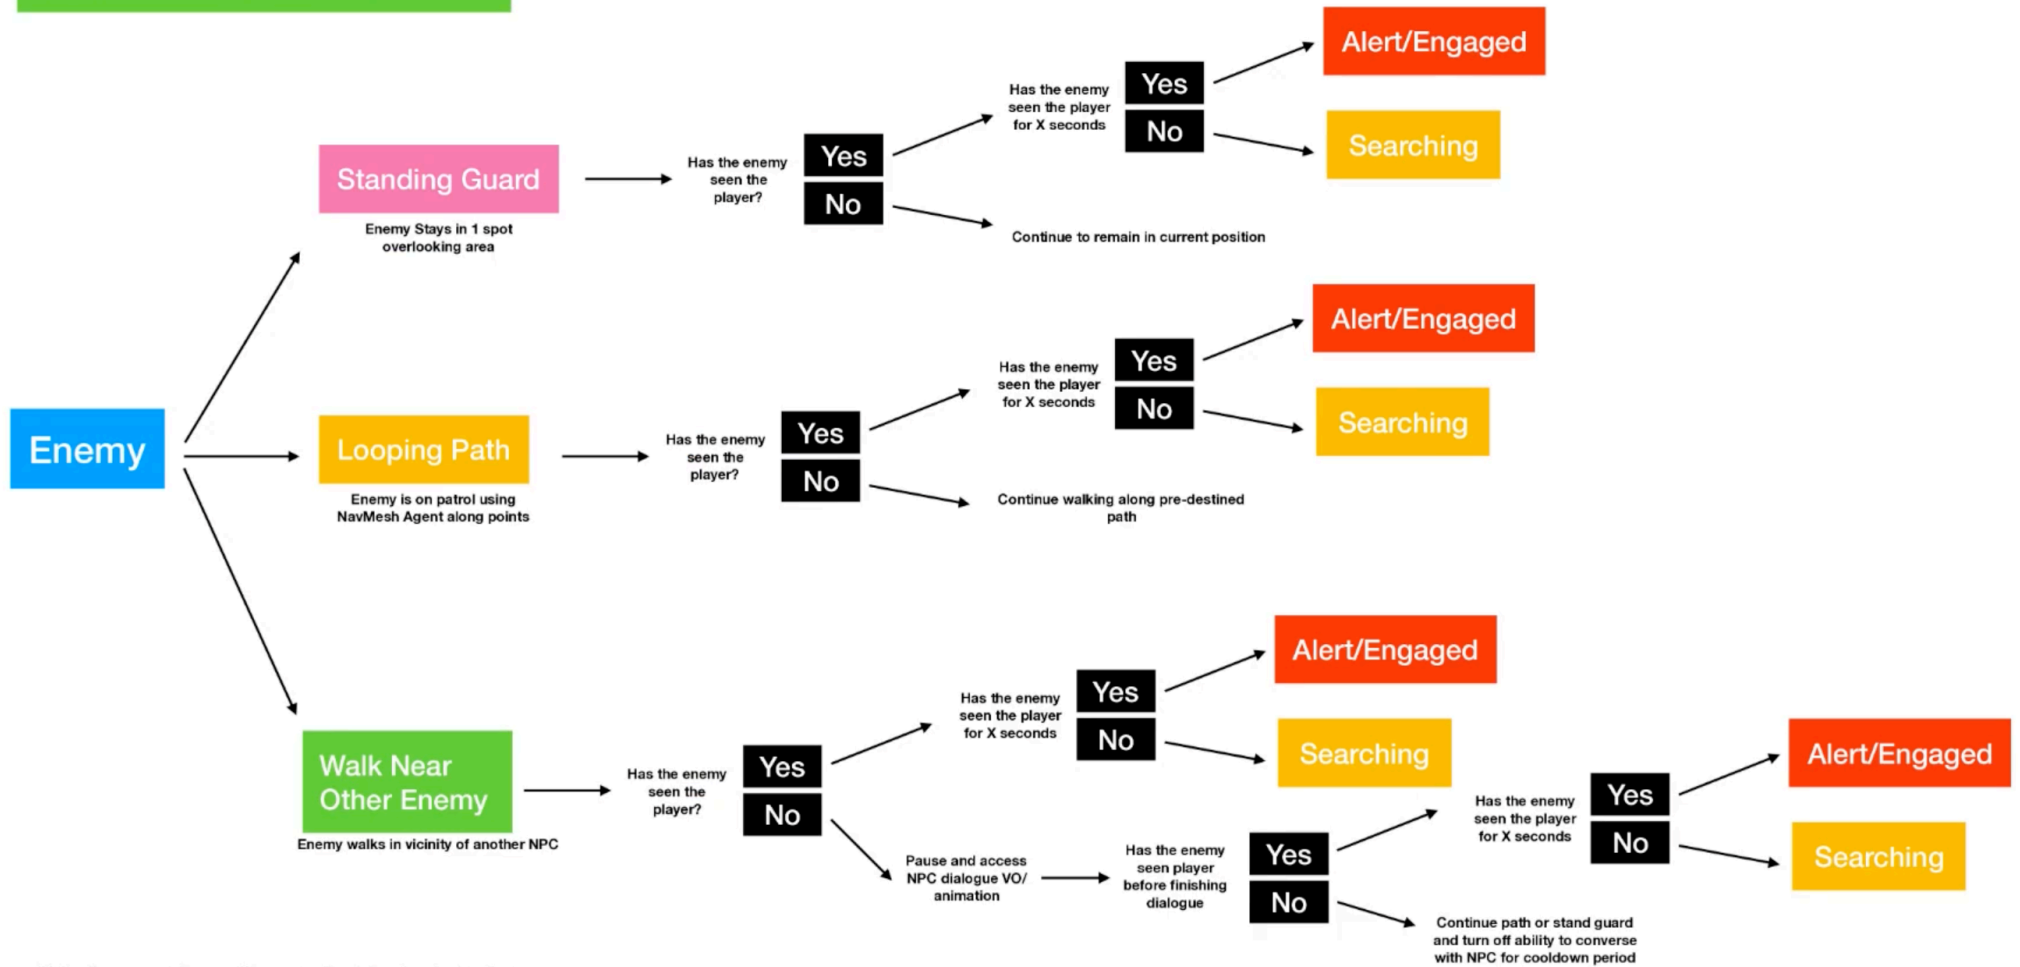 Alert/Engaged
Has the enemy
seen the player
for X seconds
Yes
No
Searching
Standing Guard
Enemy Stays in 1 spot
overlooking area
Has the enemy
seen the
player?
Yes
No
Continue to remain in current position
Alert/Engaged
Has the enemy
seen the player
for X seconds
Yes
No
Searching
Enemy
Looping Path
Enemy is on patrol using
NavMesh Agent along points
Has the enemy
seen the
player?
Yes
No
Continue walking along pre-destined
path
Alert/Engaged
Has the enemy
seen the player
for X seconds
Yes
No
Searching
Walk Near
Other Enemy
Enemy walks in vicinity of another NPC
Has the enemy
seen the
player?
Yes
No
Pause and access
NPC dialogue VO/
animation
Has the enemy
seen player
before finishing
dialogue
Yes
No
Has the enemy
seen the player
for X seconds
Yes
No
Alert/Engaged
Searching
Continue path or stand guard
and turn off ability to converse
with NPC for cooldown period